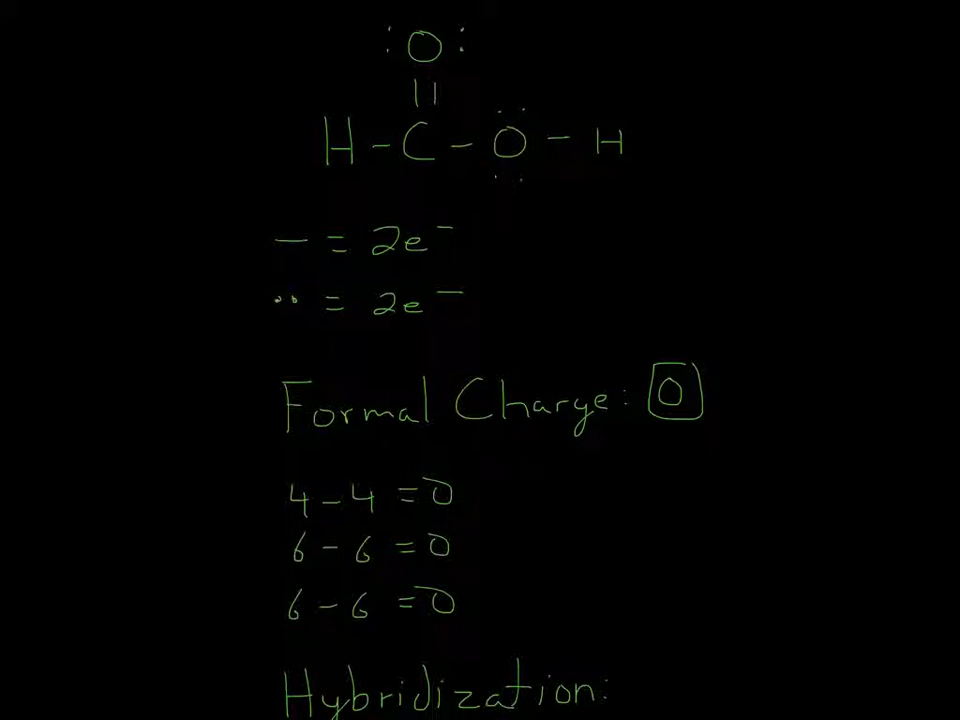 : O :
||
H - C - O - H
— = 2e⁻
•• = 2e⁻
Formal Charge: 0
4 - 4 = 0
6 - 6 = 0
6 - 6 = 0
Hybridization: